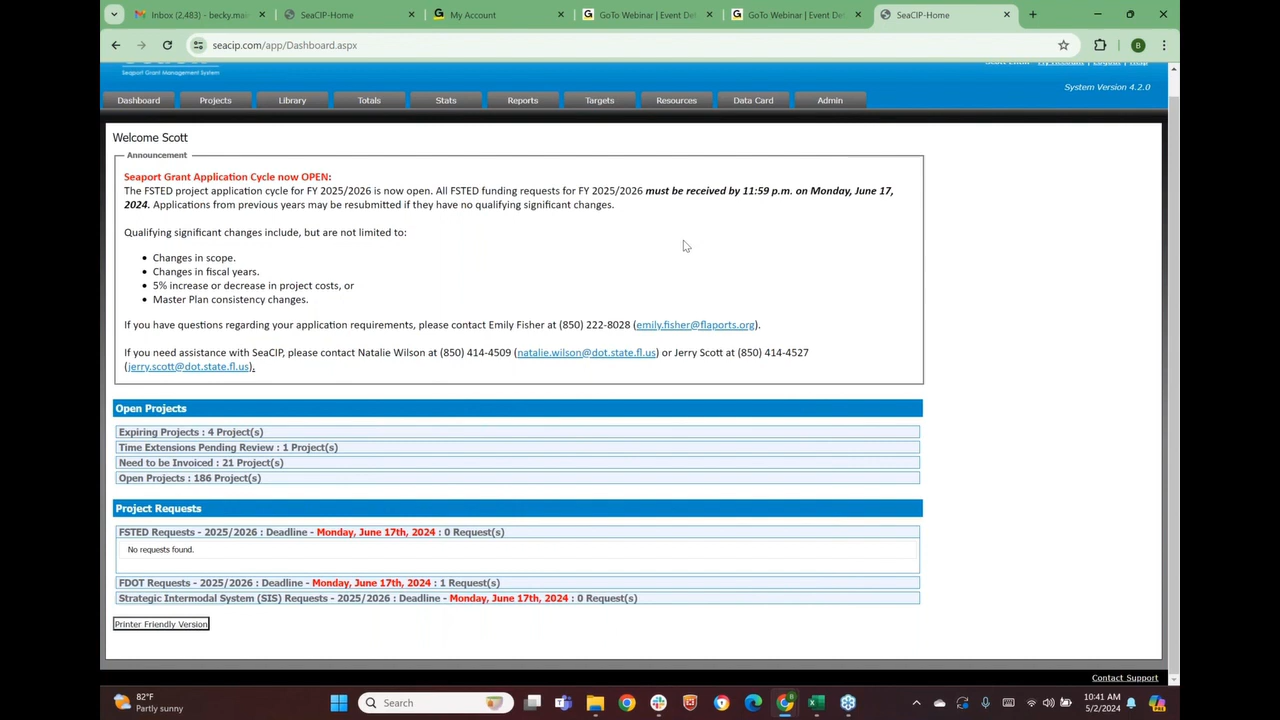 Inbox (2,483) - becky.ma
SeaCIP-Home
My Account
GoTo Webinar | Event Det
GoTo Webinar | Event Det
SeaCIP-Home
seacip.com/app/Dashboard.aspx
B
Seaport Grant Management System
My Account Logout Help
System Version 4.2.0
Dashboard Projects Library Totals Stats Reports Targets Resources Data Card Admin
Welcome Scott
Announcement
Seaport Grant Application Cycle now OPEN:
The FSTED project application cycle for FY 2025/2026 is now open. All FSTED funding requests for FY 2025/2026 must be received by 11:59 p.m. on Monday, June 17,
2024. Applications from previous years may be resubmitted if they have no qualifying significant changes.
Qualifying significant changes include, but are not limited to:
• Changes in scope.
• Changes in fiscal years.
• 5% increase or decrease in project costs, or
• Master Plan consistency changes.
If you have questions regarding your application requirements, please contact Emily Fisher at (850) 222-8028 (emily.fisher@flaports.org).
If you need assistance with SeaCIP, please contact Natalie Wilson at (850) 414-4509 (natalie.wilson@dot.state.fl.us) or Jerry Scott at (850) 414-4527
(jerry.scott@dot.state.fl.us).
Open Projects
Expiring Projects : 4 Project(s)
Time Extensions Pending Review : 1 Project(s)
Need to be Invoiced : 21 Project(s)
Open Projects : 186 Project(s)
Project Requests
FSTED Requests - 2025/2026 : Deadline - Monday, June 17th, 2024 : 0 Request(s)
No requests found.
FDOT Requests - 2025/2026 : Deadline - Monday, June 17th, 2024 : 1 Request(s)
Strategic Intermodal System (SIS) Requests - 2025/2026 : Deadline - Monday, June 17th, 2024 : 0 Request(s)
Printer Friendly Version
Contact Support
82°F
Partly sunny
Search
10:41 AM
5/2/2024